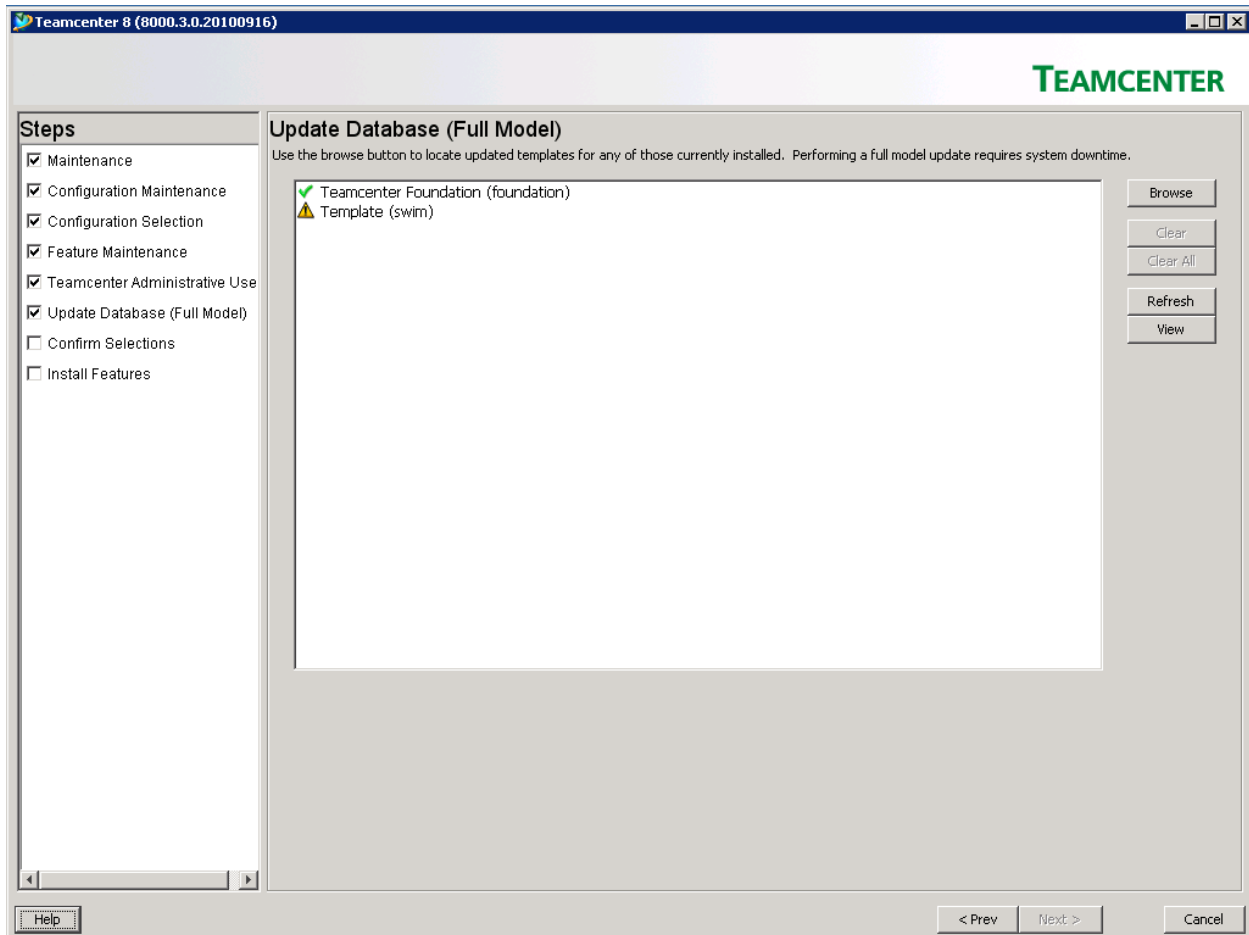 Teamcenter 8 (8000.3.0.20100916)
TEAMCENTER
Steps
Maintenance
Configuration Maintenance
Configuration Selection
Feature Maintenance
Teamcenter Administrative Use
Update Database (Full Model)
Confirm Selections
Install Features
Update Database (Full Model)
Use the browse button to locate updated templates for any of those currently installed. Performing a full model update requires system downtime.
Teamcenter Foundation (foundation)
Template (swim)
Browse
Clear
Clear All
Refresh
View
Help
< Prev
Next >
Cancel